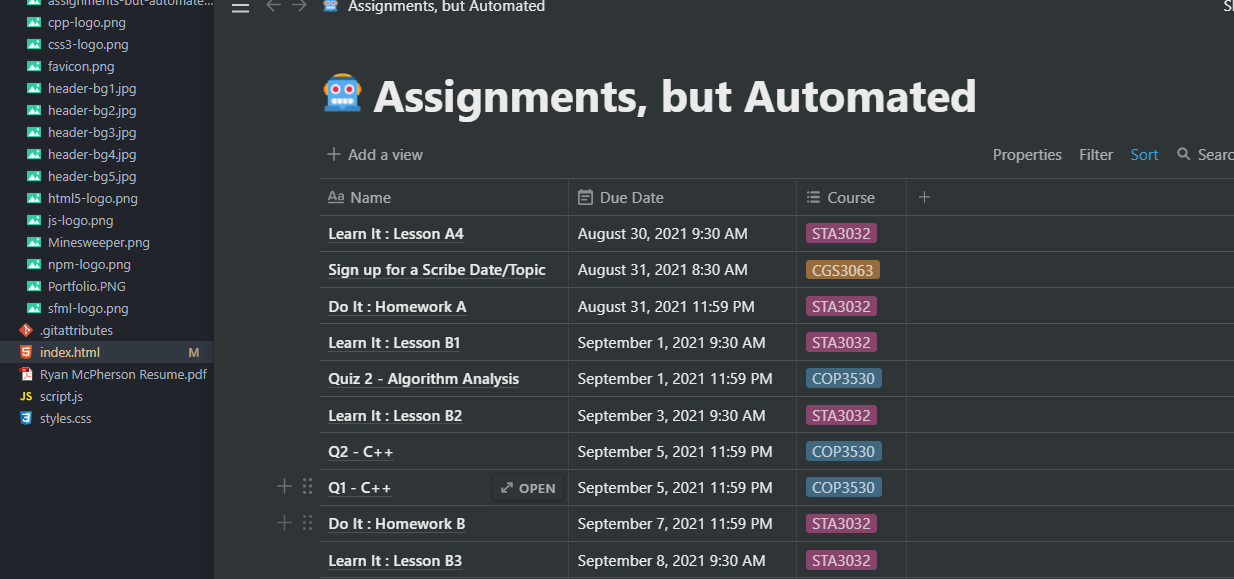 assignments-but-automate...
cpp-logo.png
css3-logo.png
favicon.png
header-bg1.jpg
header-bg2.jpg
header-bg3.jpg
header-bg4.jpg
header-bg5.jpg
html5-logo.png
js-logo.png
Minesweeper.png
npm-logo.png
Portfolio.PNG
sfml-logo.png
.gitattributes
index.html M
Ryan McPherson Resume.pdf
JS script.js
styles.css
Assignments, but Automated
Assignments, but Automated
Add a view Properties Filter Sort Searc
Aa Name Due Date Course
Learn It : Lesson A4 August 30, 2021 9:30 AM STA3032
Sign up for a Scribe Date/Topic August 31, 2021 8:30 AM CGS3063
Do It : Homework A August 31, 2021 11:59 PM STA3032
Learn It : Lesson B1 September 1, 2021 9:30 AM STA3032
Quiz 2 - Algorithm Analysis September 1, 2021 11:59 PM COP3530
Learn It : Lesson B2 September 3, 2021 9:30 AM STA3032
Q2 - C++ September 5, 2021 11:59 PM COP3530
Q1 - C++ OPEN September 5, 2021 11:59 PM COP3530
Do It : Homework B September 7, 2021 11:59 PM STA3032
Learn It : Lesson B3 September 8, 2021 9:30 AM STA3032